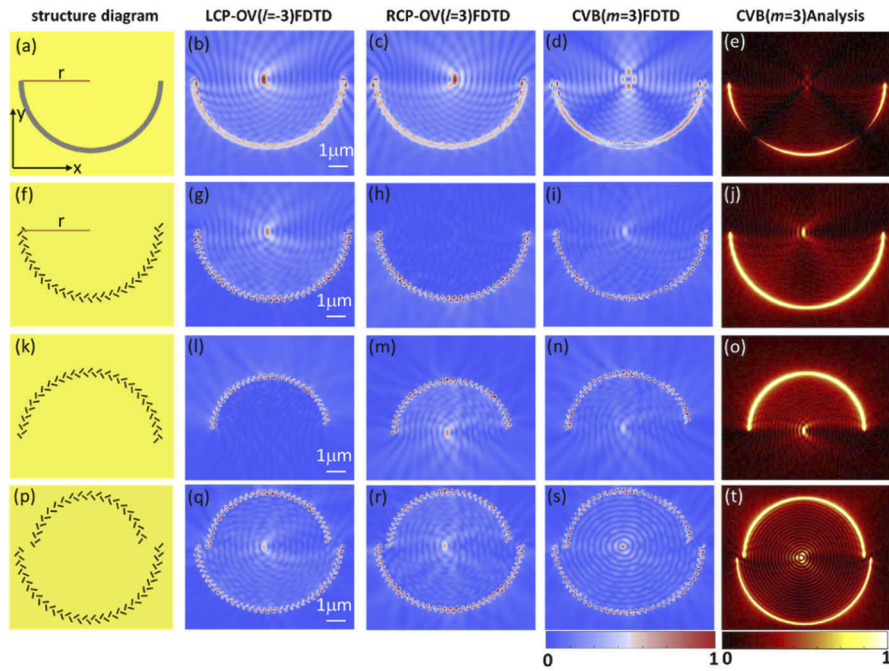 structure diagram LCP-OV(l=-3)FDTD RCP-OV(l=3)FDTD CVB(m=3)FDTD CVB(m=3)Analysis
(a) (b) (c) (d) (e)
r
y
x
1μm 1μm
(f) (g) (h) (i) (j)
r
1μm
(k) (l) (m) (n) (o)
1μm
(p) (q) (r) (s) (t)
1μm
0 1 0 1